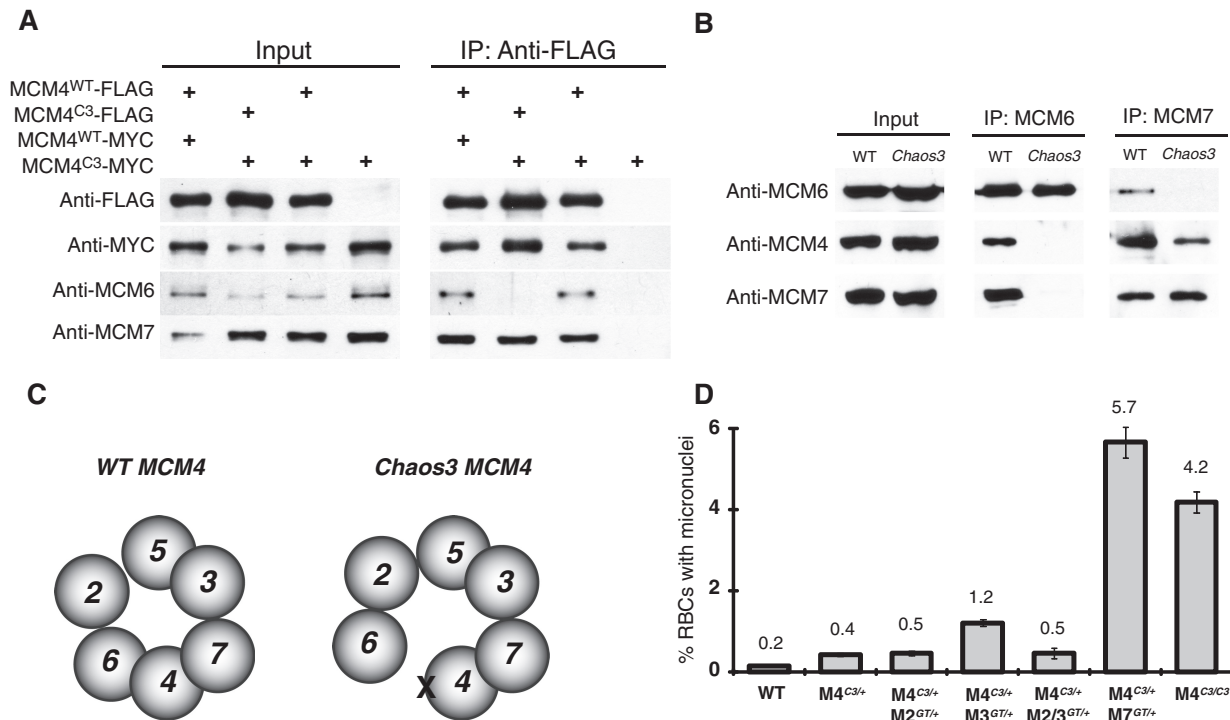 A
Input
IP: Anti-FLAG
MCM4WT-FLAG + + + +
MCM4C3-FLAG + +
MCM4WT-MYC + +
MCM4C3-MYC + + + + + +
Anti-FLAG
Anti-MYC
Anti-MCM6
Anti-MCM7
B
Input
IP: MCM6
IP: MCM7
WT Chaos3 WT Chaos3 WT Chaos3
Anti-MCM6
Anti-MCM4
Anti-MCM7
C
WT MCM4
Chaos3 MCM4
5
2
3
6
7
4
5
2
3
6
7
X
4
D
% RBCs with micronuclei
6
4
2
0
0.2
0.4
0.5
1.2
0.5
5.7
4.2
WT
M4C3/+
M4C3/+
M2GT/+
M4C3/+
M3GT/+
M4C3/+
M2/3GT/+
M4C3/+
M7GT/+
M4C3/C3